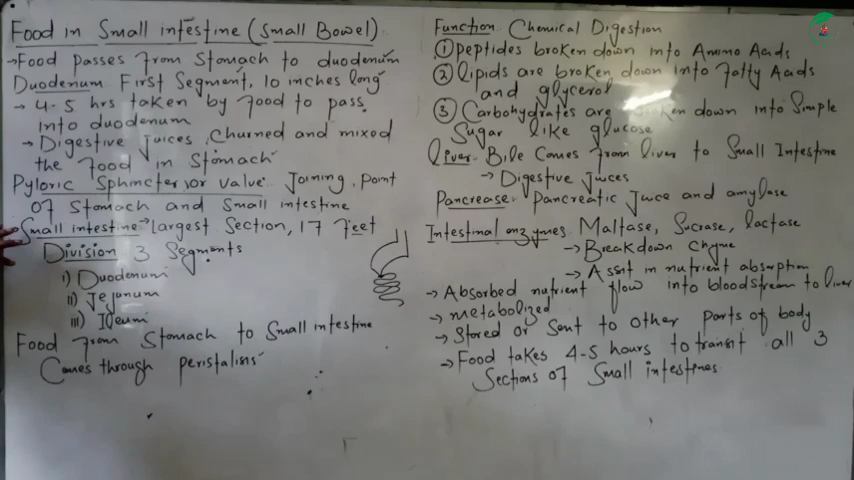 Food in Small intestine (Small Bowel)
→Food passes from Stomach to duodenum
Duodenum First Segment, 10 inches long
→ 4-5 hrs taken by food to pass
into duodenum
→ Digestive juices churned and mixed
the food in Stomach
Pyloric Sphincter or valve Joining point
of Stomach and Small intestine
Small intestine→largest Section, 17 feet
Division 3 Segments
i) Duodenum
ii) Jejunum
iii) Ileum
Food from Stomach to Small intestine
Comes through peristalisis
Function Chemical Digestion
① peptides broken down into Amino Acids
② lipids are broken down into Fatty Acids
and glycerol
③ Carbohydrates are broken down into Simple
Sugar like glucose
Liver Bile Comes from liver to Small Intestine
→ Digestive Juices
Pancrease Pancreatic Juice and amylase
Intestinal enzymes Maltase, Sucrase, lactase
→ Breakdown Chyme
→ Assist in nutrient absorption
→ Absorbed nutrient flow into bloodstream to liver
→ metabolized
→ Stored or Sent to other parts of body
→ Food takes 4-5 hours to transit all 3
Sections of Small intestines